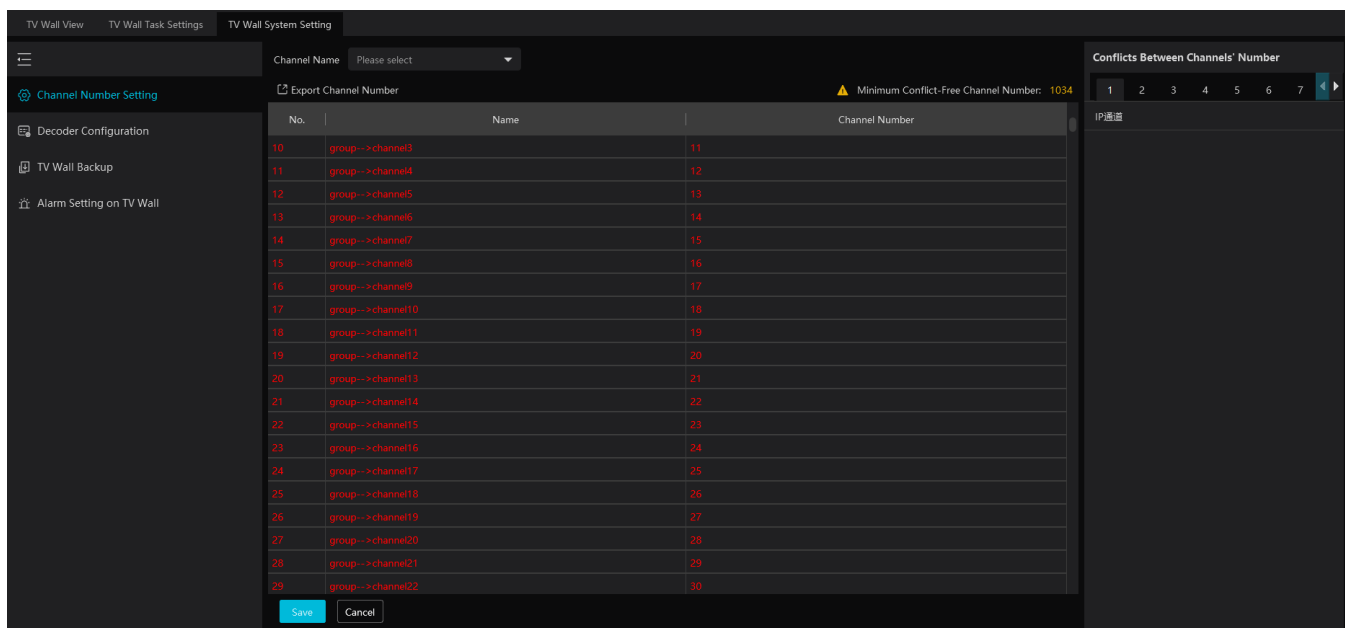 TV Wall View TV Wall Task Settings TV Wall System Setting
Channel Number Setting
Decoder Configuration
TV Wall Backup
Alarm Setting on TV Wall
Channel Name Please select
Export Channel Number Minimum Conflict-Free Channel Number: 1034
No. Name Channel Number
10 group-->channel3 11
11 group-->channel4 12
12 group-->channel5 13
13 group-->channel6 14
14 group-->channel7 15
15 group-->channel8 16
16 group-->channel9 17
17 group-->channel10 18
18 group-->channel11 19
19 group-->channel12 20
20 group-->channel13 21
21 group-->channel14 22
22 group-->channel15 23
23 group-->channel16 24
24 group-->channel17 25
25 group-->channel18 26
26 group-->channel19 27
27 group-->channel20 28
28 group-->channel21 29
29 group-->channel22 30
Save Cancel
Conflicts Between Channels' Number
1 2 3 4 5 6 7
IP通道